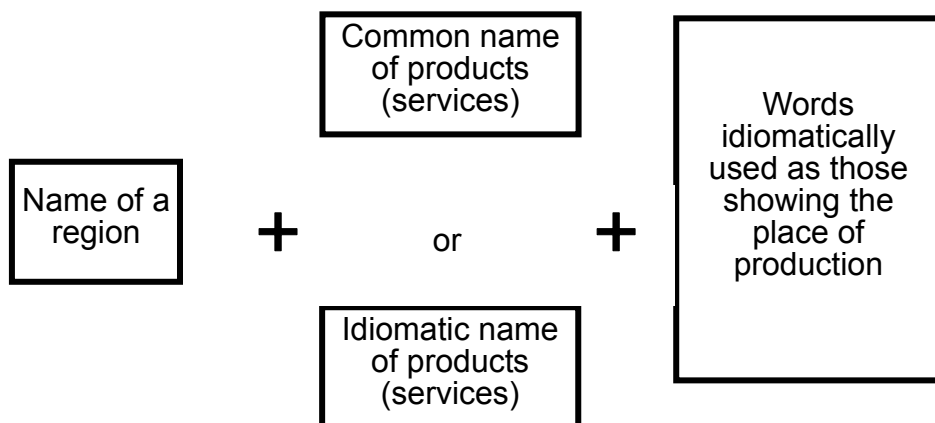 Name of a
region
+
Common name
of products
(services)
or
Idiomatic name
of products
(services)
+
Words
idiomatically
used as those
showing the
place of
production